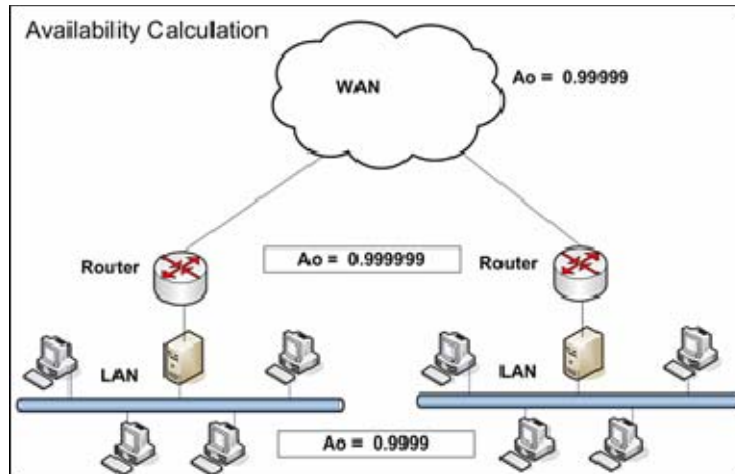 Availability Calculation
WAN
Ao = 0.99999
Router
Ao = 0.999999
Router
LAN
LAN
Ao = 0.9999